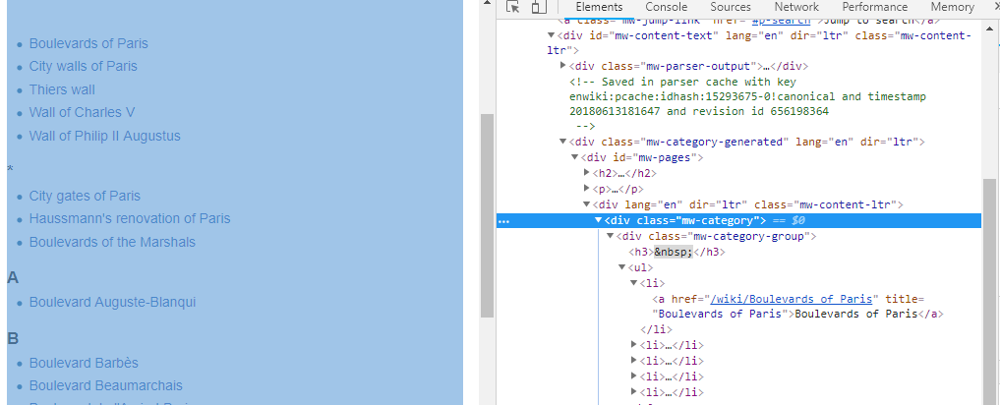 Boulevards of Paris
City walls of Paris
Thiers wall
Wall of Charles V
Wall of Philip II Augustus
*
City gates of Paris
Haussmann's renovation of Paris
Boulevards of the Marshals
A
Boulevard Auguste-Blanqui
B
Boulevard Barbès
Boulevard Beaumarchais
Elements Console Sources Network Performance Memory
<a class="mw-jump-link" href="#p-search">Jump to search</a>
<div id="mw-content-text" lang="en" dir="ltr" class="mw-content-
ltr">
<div class="mw-parser-output">…</div>
<!-- Saved in parser cache with key
enwiki:pcache:idhash:15293675-0!canonical and timestamp
20180613181647 and revision id 656198364
-->
<div class="mw-category-generated" lang="en" dir="ltr">
<div id="mw-pages">
<h2>…</h2>
<p>…</p>
<div lang="en" dir="ltr" class="mw-content-ltr">
… <div class="mw-category"> == $0
<div class="mw-category-group">
<h3>&nbsp;</h3>
<ul>
<li>
<a href="/wiki/Boulevards_of_Paris" title=
"Boulevards of Paris">Boulevards of Paris</a>
</li>
<li>…</li>
<li>…</li>
<li>…</li>
<li>…</li>